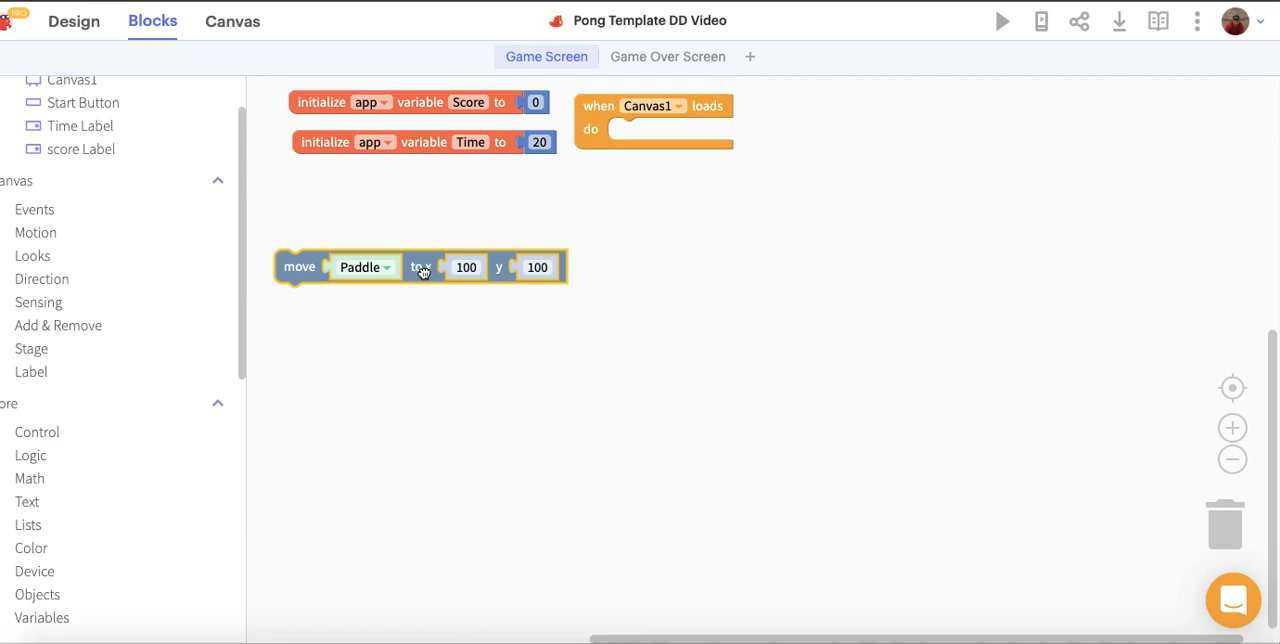 PRO
Design Blocks Canvas
Pong Template DD Video
Game Screen Game Over Screen +
Canvas1
Start Button
Time Label
score Label
anvas
Events
Motion
Looks
Direction
Sensing
Add & Remove
Stage
Label
ore
Control
Logic
Math
Text
Lists
Color
Device
Objects
Variables
initialize app variable Score to 0
initialize app variable Time to 20
when Canvas1 loads
do
move Paddle to x 100 y 100